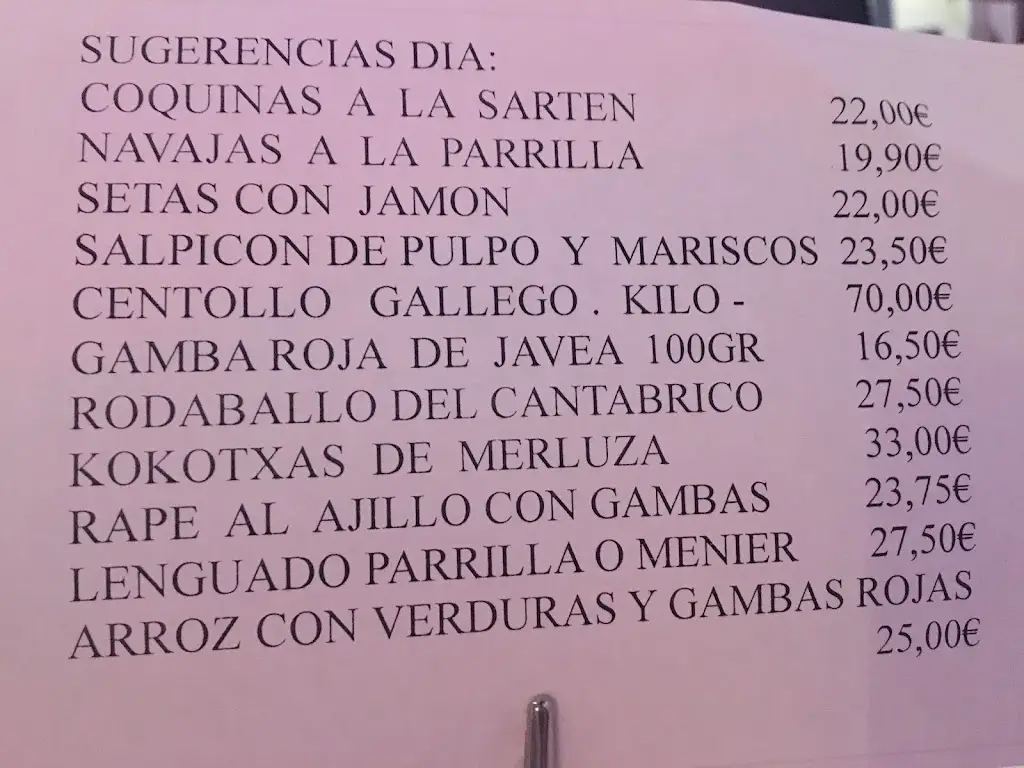 SUGERENCIAS DIA:
COQUINAS A LA SARTEN 22,00€
NAVAJAS A LA PARRILLA 19,90€
SETAS CON JAMON 22,00€
SALPICON DE PULPO Y MARISCOS 23,50€
CENTOLLO GALLEGO . KILO - 70,00€
GAMBA ROJA DE JAVEA 100GR 16,50€
RODABALLO DEL CANTABRICO 27,50€
KOKOTXAS DE MERLUZA 33,00€
RAPE AL AJILLO CON GAMBAS 23,75€
LENGUADO PARRILLA O MENIER 27,50€
ARROZ CON VERDURAS Y GAMBAS ROJAS
25,00€